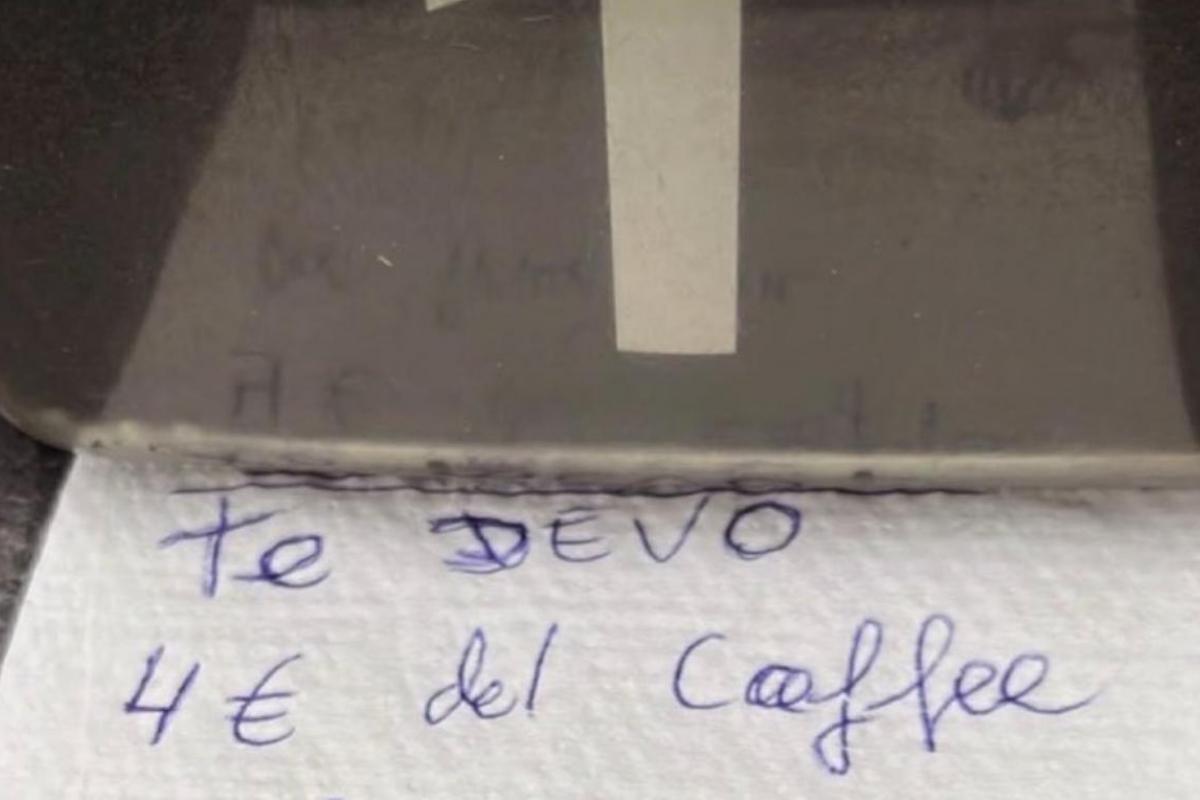 Te DEVO
4€ del Caffee